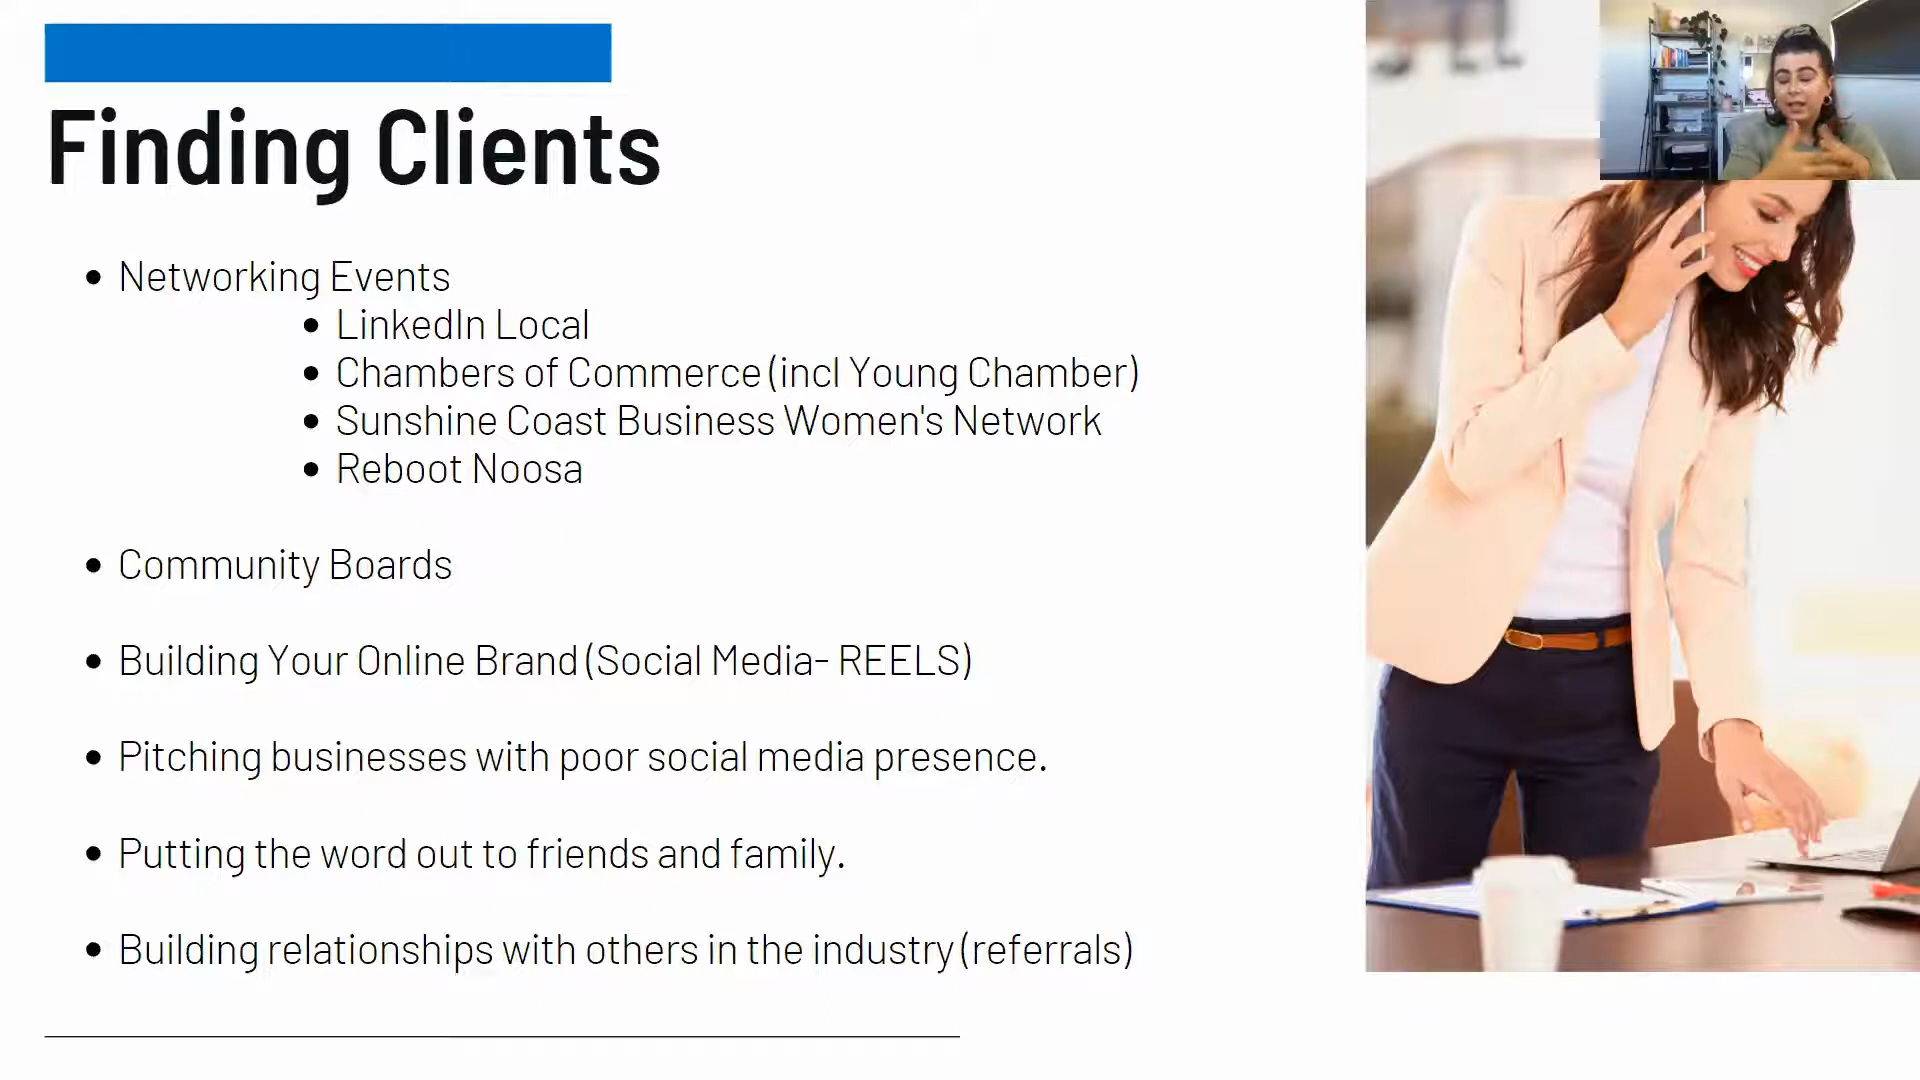 Finding Clients
Networking Events
LinkedIn Local
Chambers of Commerce (incl Young Chamber)
Sunshine Coast Business Women's Network
Reboot Noosa
Community Boards
Building Your Online Brand (Social Media- REELS)
Pitching businesses with poor social media presence.
Putting the word out to friends and family.
Building relationships with others in the industry (referrals)